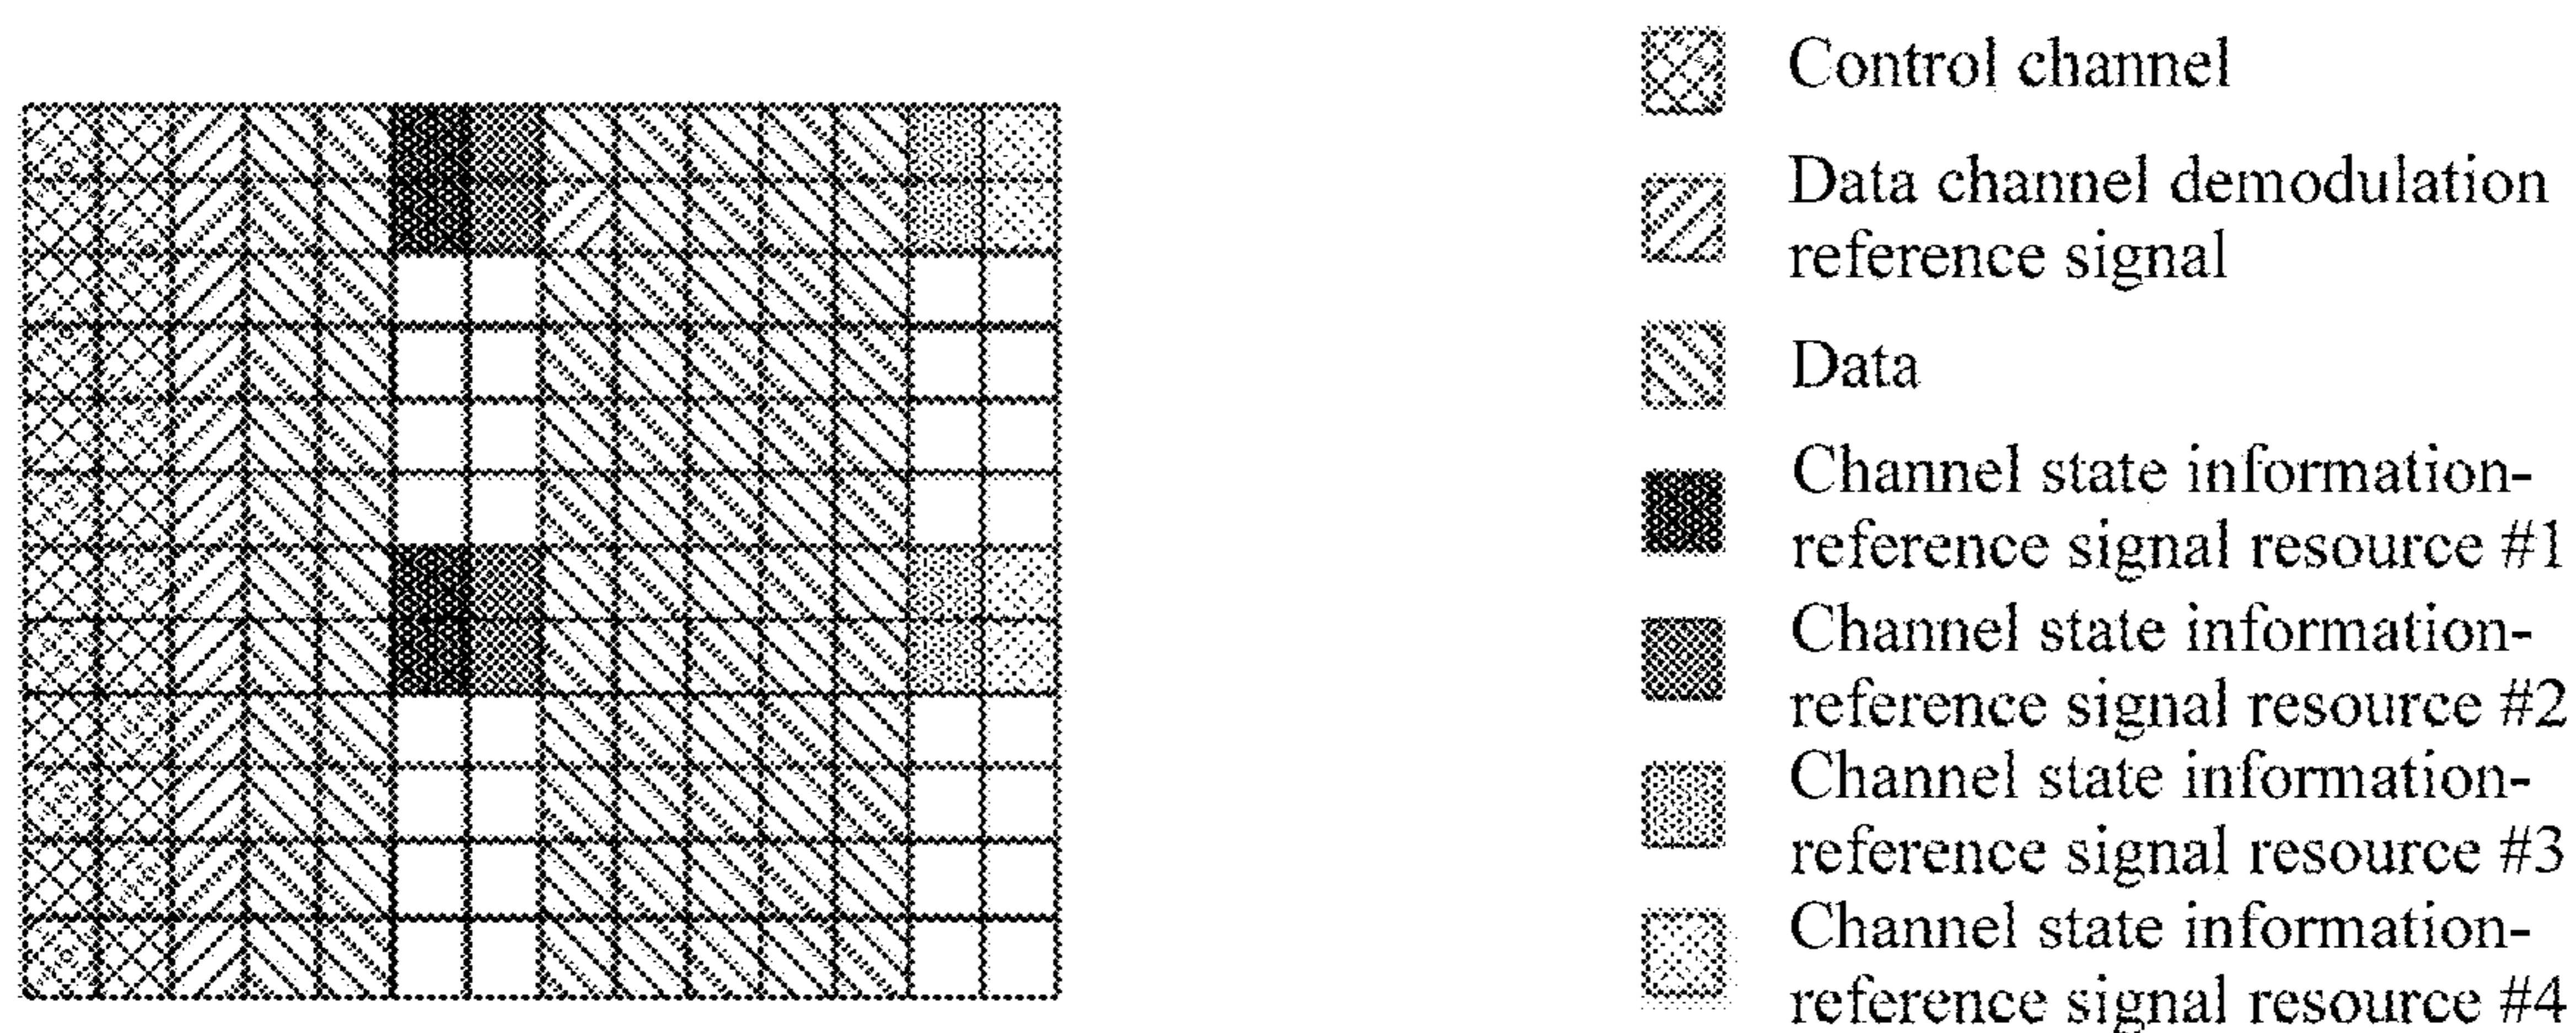 Control channel
Data channel demodulation
reference signal
Data
Channel state information-
reference signal resource #1
Channel state information-
reference signal resource #2
Channel state information-
reference signal resource #3
Channel state information-
reference signal resource #4